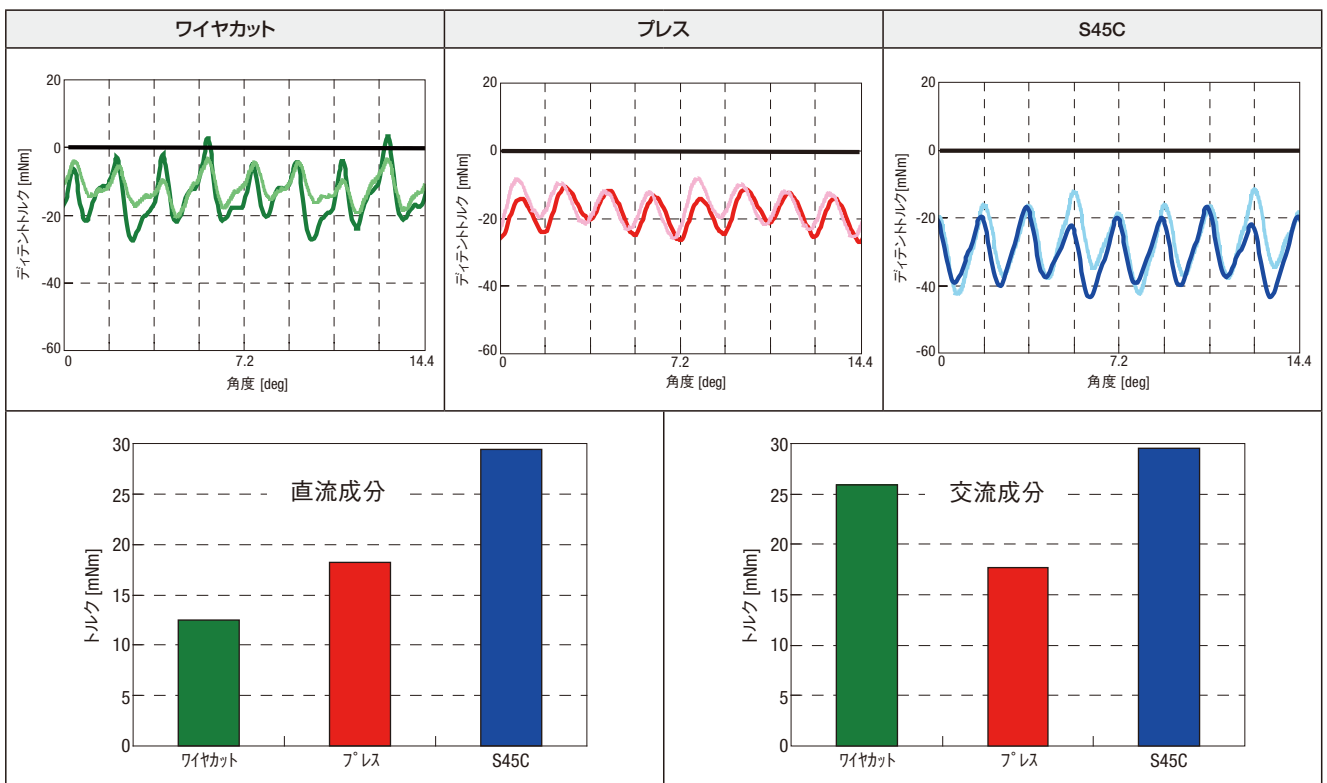 ワイヤカット
プレス
S45C
20
0
-20
-40
-60
ディテントトルク [mNm]
0
7.2
14.4
角度 [deg]
20
0
-20
-40
-60
ディテントトルク [mNm]
0
7.2
14.4
角度 [deg]
20
0
-20
-40
-60
ディテントトルク[mNm]
0
7.2
14.4
角度 [deg]
直流成分
30
25
20
15
10
5
0
トルク [mNm]
ワイヤカット
プレス
S45C
交流成分
30
25
20
15
10
5
0
トルク [mNm]
ワイヤカット
プレス
S45C